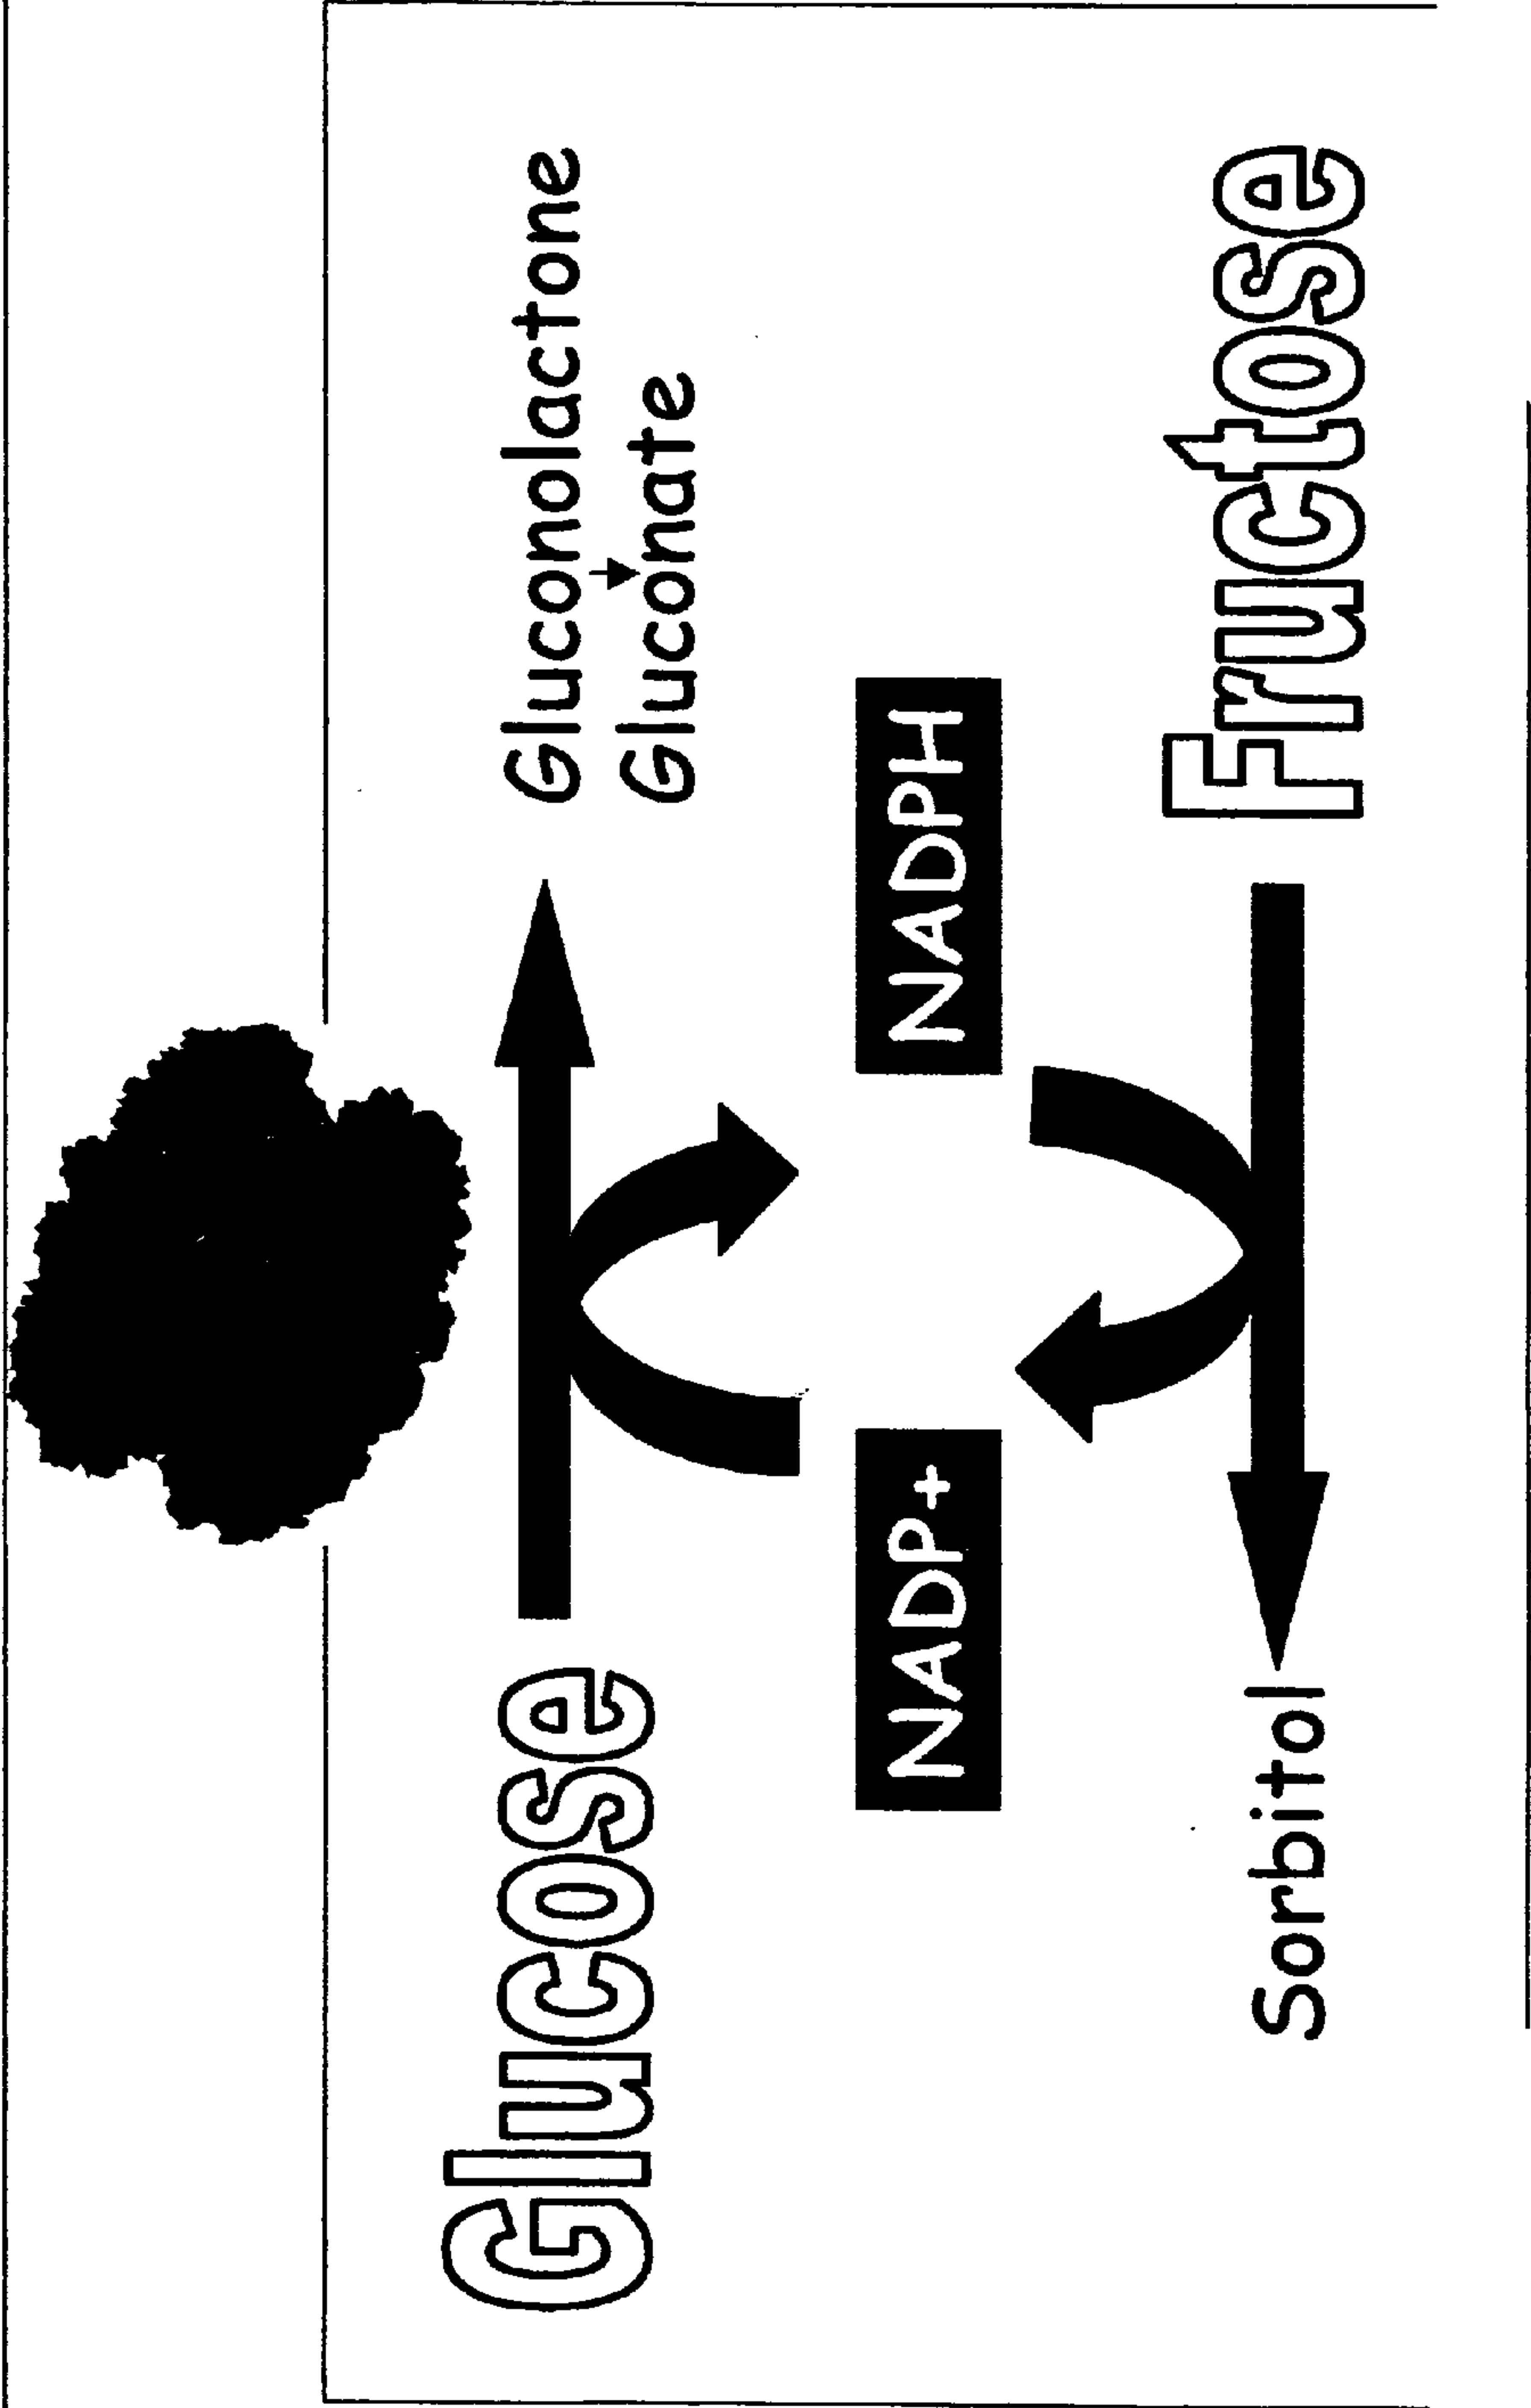 Glucose
Gluconolactone
Gluconate
NADP+
NADPH
Sorbitol
Fructose